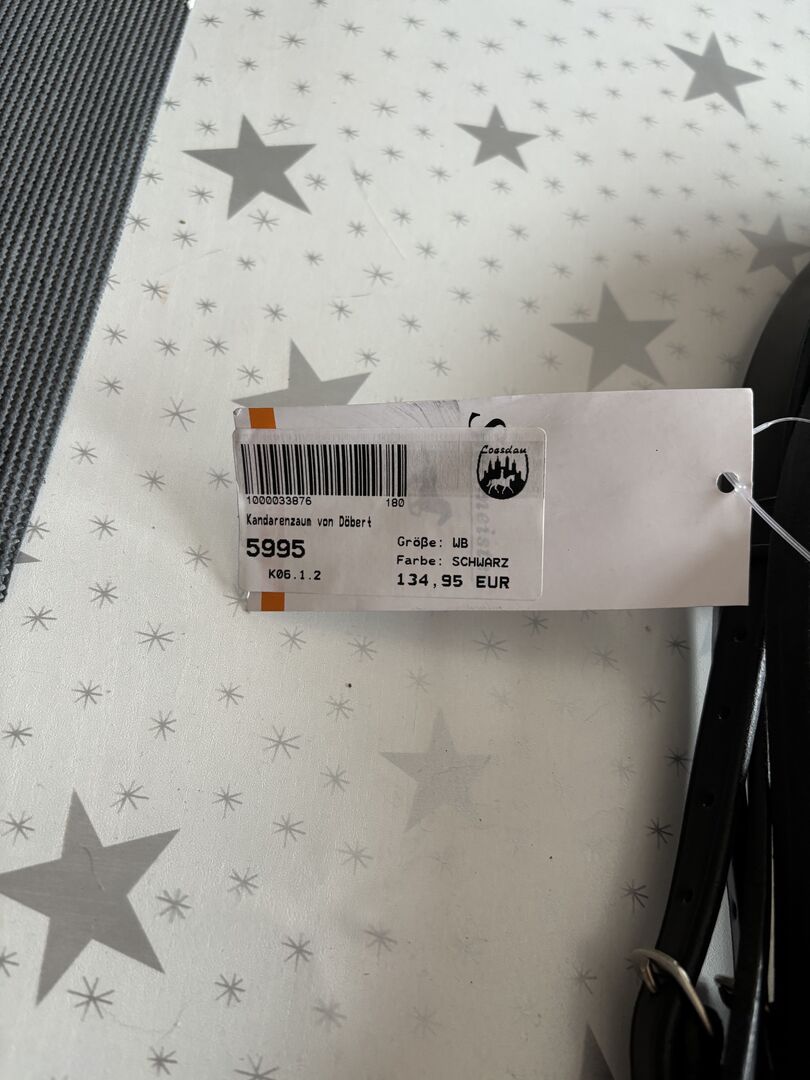 Loesdau
1000033876 180
Kandarenzaum von Döbert
5995
Größe: WB
Farbe: SCHWARZ
K06.1.2
134,95 EUR